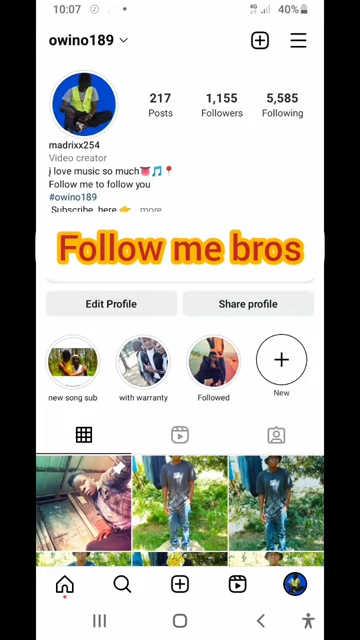 10:07
4G
40%
owino189
217
1,155
5,585
Posts
Followers
Following
madrixx254
Video creator
j love music so much👅🎵📍
Follow me to follow you
#owino189
Subscribe here 👉 ... more
Follow me bros
Edit Profile
Share profile
new song sub
with warranty
Followed
New